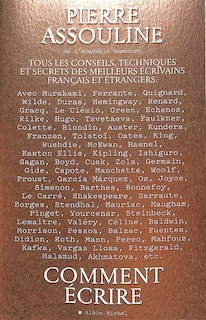 PIERRE
ASSOULINE
de l'Académie Goncourt
TOUS LES CONSEILS, TECHNIQUES
ET SECRETS DES MEILLEURS ÉCRIVAINS
FRANÇAIS ET ÉTRANGERS.
Avec Murakami, Ferrante, Quignard,
Wilde, Duras, Hemingway, Renard,
Gracq, Le Clézio, Green, Echenoz,
Rilke, Hugo, Tsvetaeva, Faulkner,
Colette, Blondin, Auster, Kundera,
Franzen, Tolstoï, Ostem, King,
Rushdie, McEwan, Haenel,
Easton Ellis, Kipling, Ishiguro,
Sagan, Boyd, Cusk, Zola, Germain,
Gide, Capote, Manchette, Woolf,
Proust, García Márquez, Oz, Joyce,
Simenon, Barthes, Bonnefoy,
Le Carré, Shakespeare, Sarraute,
Borges, Stendhal, Mauriac, Maugham,
Pinget, Yourcenar, Steinbeck,
Lemaitre, Valéry, Céline, Baldwin,
Morrison, Pessoa, Balzac, Fuentes,
Didion, Roth, Mann, Perec, Mahfouz,
Kafka, Vargas Llosa, Fitzgerald,
Malamud, Akhmatova, etc.
COMMENT
ÉCRIRE
Albin Michel